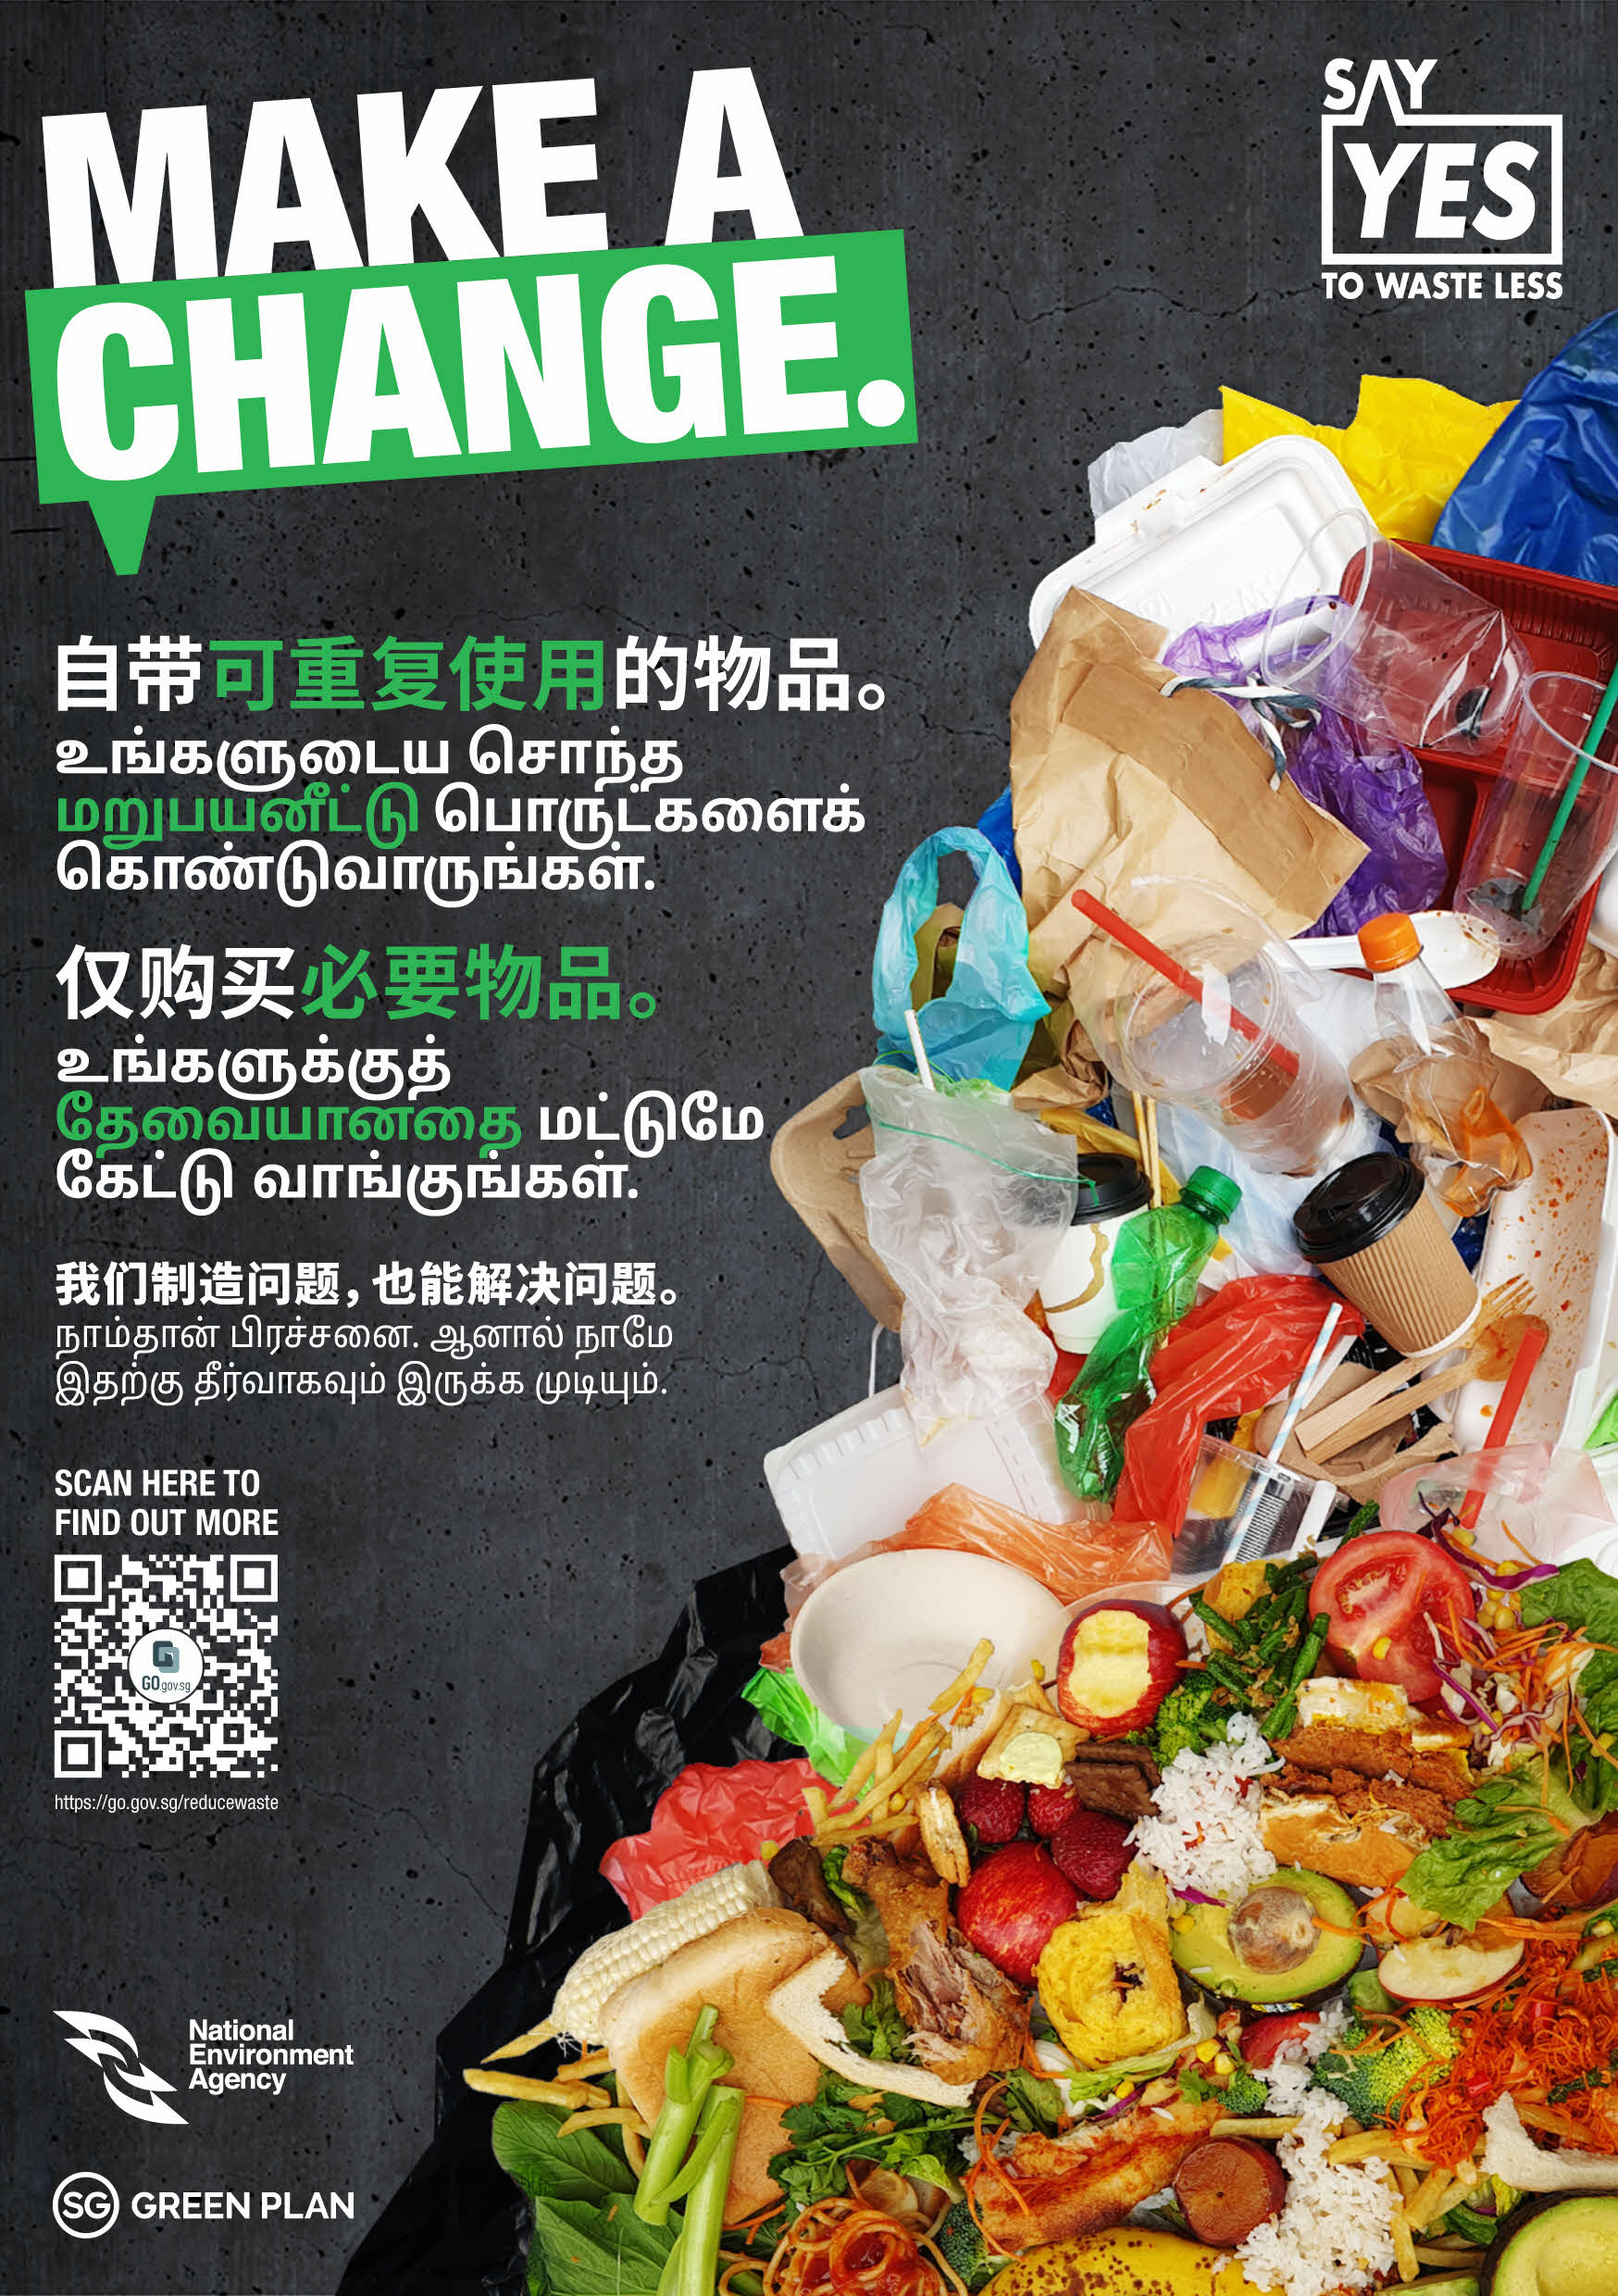 MAKE A
CHANGE.
SAY
YES
TO WASTE LESS
自带可重复使用的物品。
உங்களுடைய சொந்த
மறுபயனீட்டு பொருட்களைக்
கொண்டுவாருங்கள்.
仅购买必要物品。
உங்களுக்குத்
தேவையானதை மட்டுமே
கேட்டு வாங்குங்கள்.
我们制造问题，也能解决问题。
நாம்தான் பிரச்சனை. ஆனால் நாமே
இதற்கு தீர்வாகவும் இருக்க முடியும்.
SCAN HERE TO
FIND OUT MORE
GO.gov.sg
https://go.gov.sg/reducewaste
National
Environment
Agency
SG GREEN PLAN